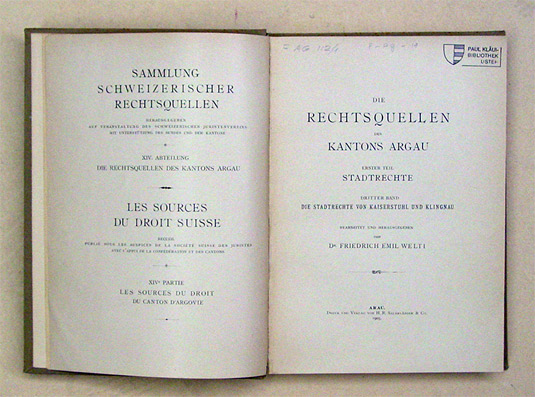 SAMMLUNG
SCHWEIZERISCHER
RECHTSQUELLEN
HERAUSGEGEBEN
AUF VERANSTALTUNG DES SCHWEIZERISCHEN JURISTENVEREINS
MIT UNTERSTÜTZUNG DES BUNDES UND DER KANTONE
XIV. ABTEILUNG
DIE RECHTSQUELLEN DES KANTONS ARGAU
LES SOURCES
DU DROIT SUISSE
RECUEIL
PUBLIÉ SOUS LES AUSPICES DE LA SOCIÉTÉ SUISSE DES JURISTES
AVEC L'APPUI DE LA CONFÉDÉRATION ET DES CANTONS
XIVe PARTIE
LES SOURCES DU DROIT
DU CANTON D'ARGOVIE
PAUL KLÄUI-
BIBLIOTHEK
USTER
DIE
RECHTSQUELLEN
DES
KANTONS ARGAU
ERSTER TEIL
STADTRECHTE
DRITTER BAND
DIE STADTRECHTE VON KAISERSTUHL UND KLINGNAU
BEARBEITET UND HERAUSGEGEBEN
VON
Dr. FRIEDRICH EMIL WELTI
AARAU.
Druck und Verlag von H. R. Sauerländer & Co.
1905.